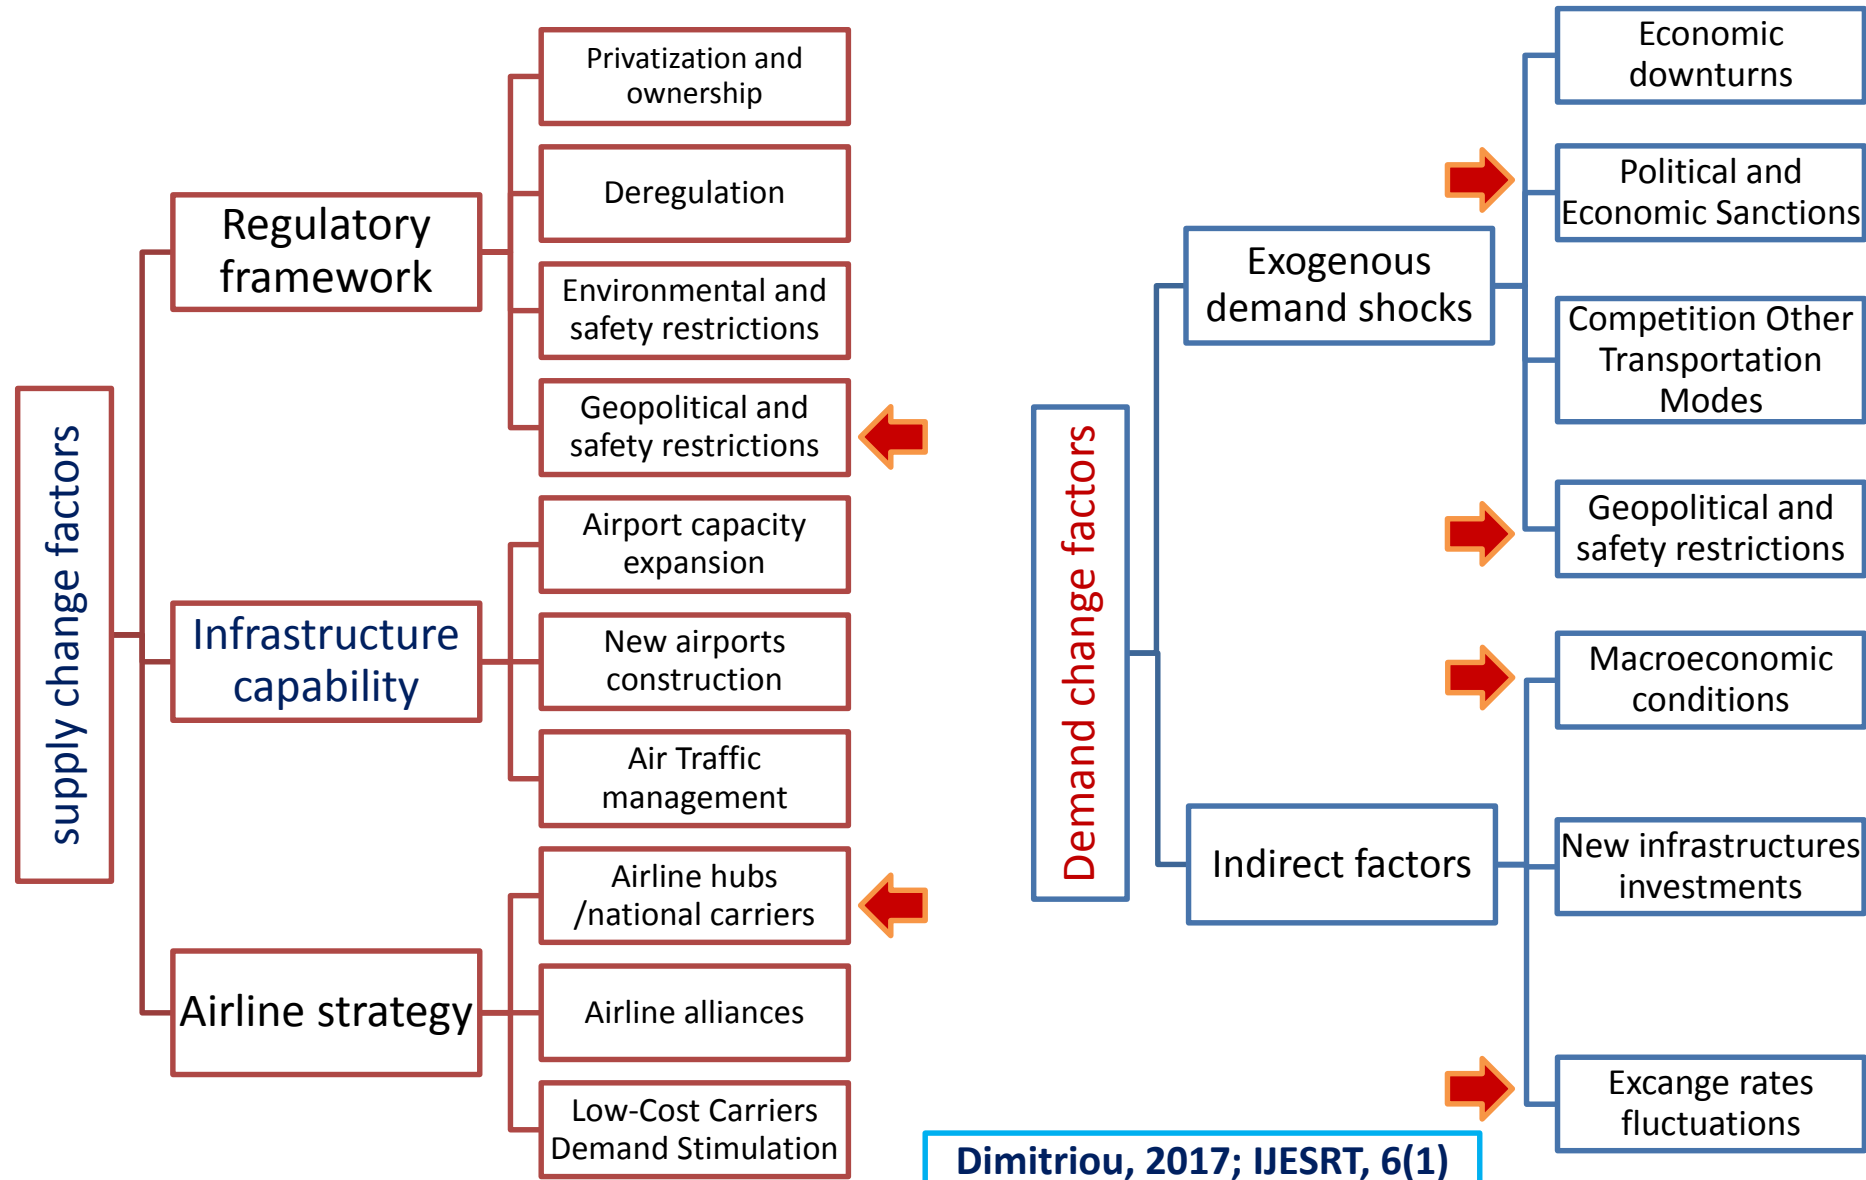 supply change factors
Regulatory
framework
Privatization and
ownership
Deregulation
Environmental and
safety restrictions
Geopolitical and
safety restrictions
Infrastructure
capability
Airport capacity
expansion
New airports
construction
Air Traffic
management
Airline strategy
Airline hubs
/national carriers
Airline alliances
Low-Cost Carriers
Demand Stimulation
Demand change factors
Exogenous
demand shocks
Economic
downturns
Political and
Economic Sanctions
Competition Other
Transportation
Modes
Geopolitical and
safety restrictions
Indirect factors
Macroeconomic
conditions
New infrastructures
investments
Excange rates
fluctuations
Dimitriou, 2017; IJESRT, 6(1)